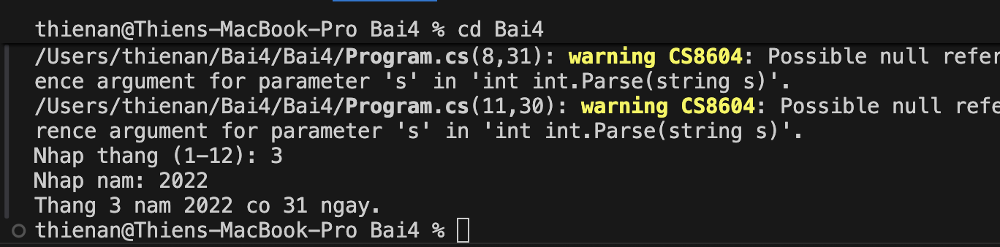 thienan@Thiens-MacBook-Pro Bai4 % cd Bai4
/Users/thienan/Bai4/Bai4/Program.cs(8,31): warning CS8604: Possible null refer
ence argument for parameter 's' in 'int int.Parse(string s)'.
/Users/thienan/Bai4/Bai4/Program.cs(11,30): warning CS8604: Possible null refe
rence argument for parameter 's' in 'int int.Parse(string s)'.
Nhap thang (1-12): 3
Nhap nam: 2022
Thang 3 nam 2022 co 31 ngay.
thienan@Thiens-MacBook-Pro Bai4 %